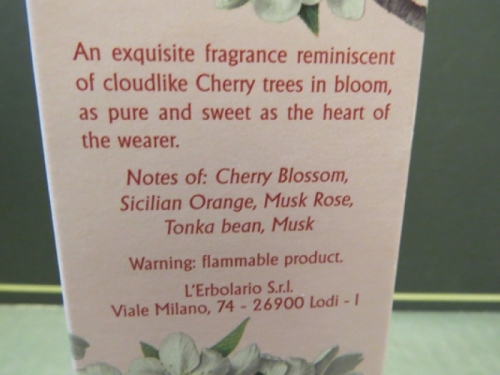 An exquisite fragrance reminiscent
of cloudlike Cherry trees in bloom,
as pure and sweet as the heart of
the wearer.
Notes of: Cherry Blossom,
Sicilian Orange, Musk Rose,
Tonka bean, Musk
Warning: flammable product.
L'Erbolario S.r.l.
Viale Milano, 74 - 26900 Lodi - I